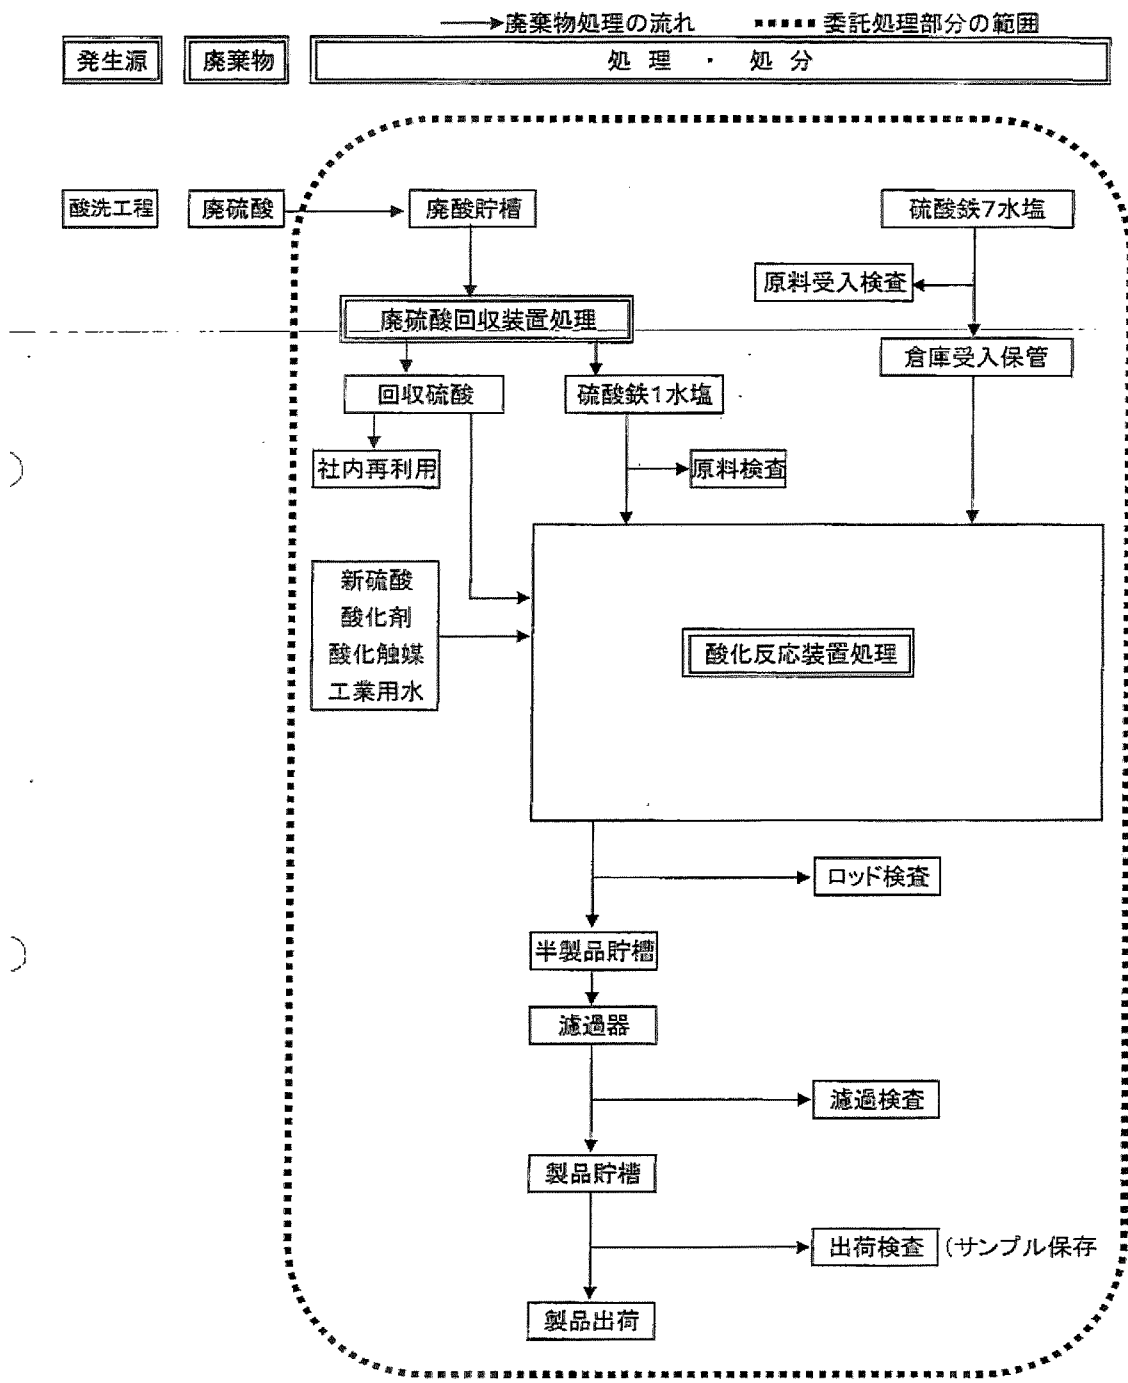 廃棄物処理の流れ 委託処理部分の範囲
発生源 廃棄物 処理・処分
酸洗工程 廃硫酸 廃酸貯槽 硫酸鉄7水塩
原料受入検査
廃硫酸回収装置処理
倉庫受入保管
回収硫酸 硫酸鉄1水塩
社内再利用 原料検査
新硫酸
酸化剤
酸化触媒
工業用水
酸化反応装置処理
ロッド検査
半製品貯槽
濾過器
濾過検査
製品貯槽
出荷検査 (サンプル保存
製品出荷